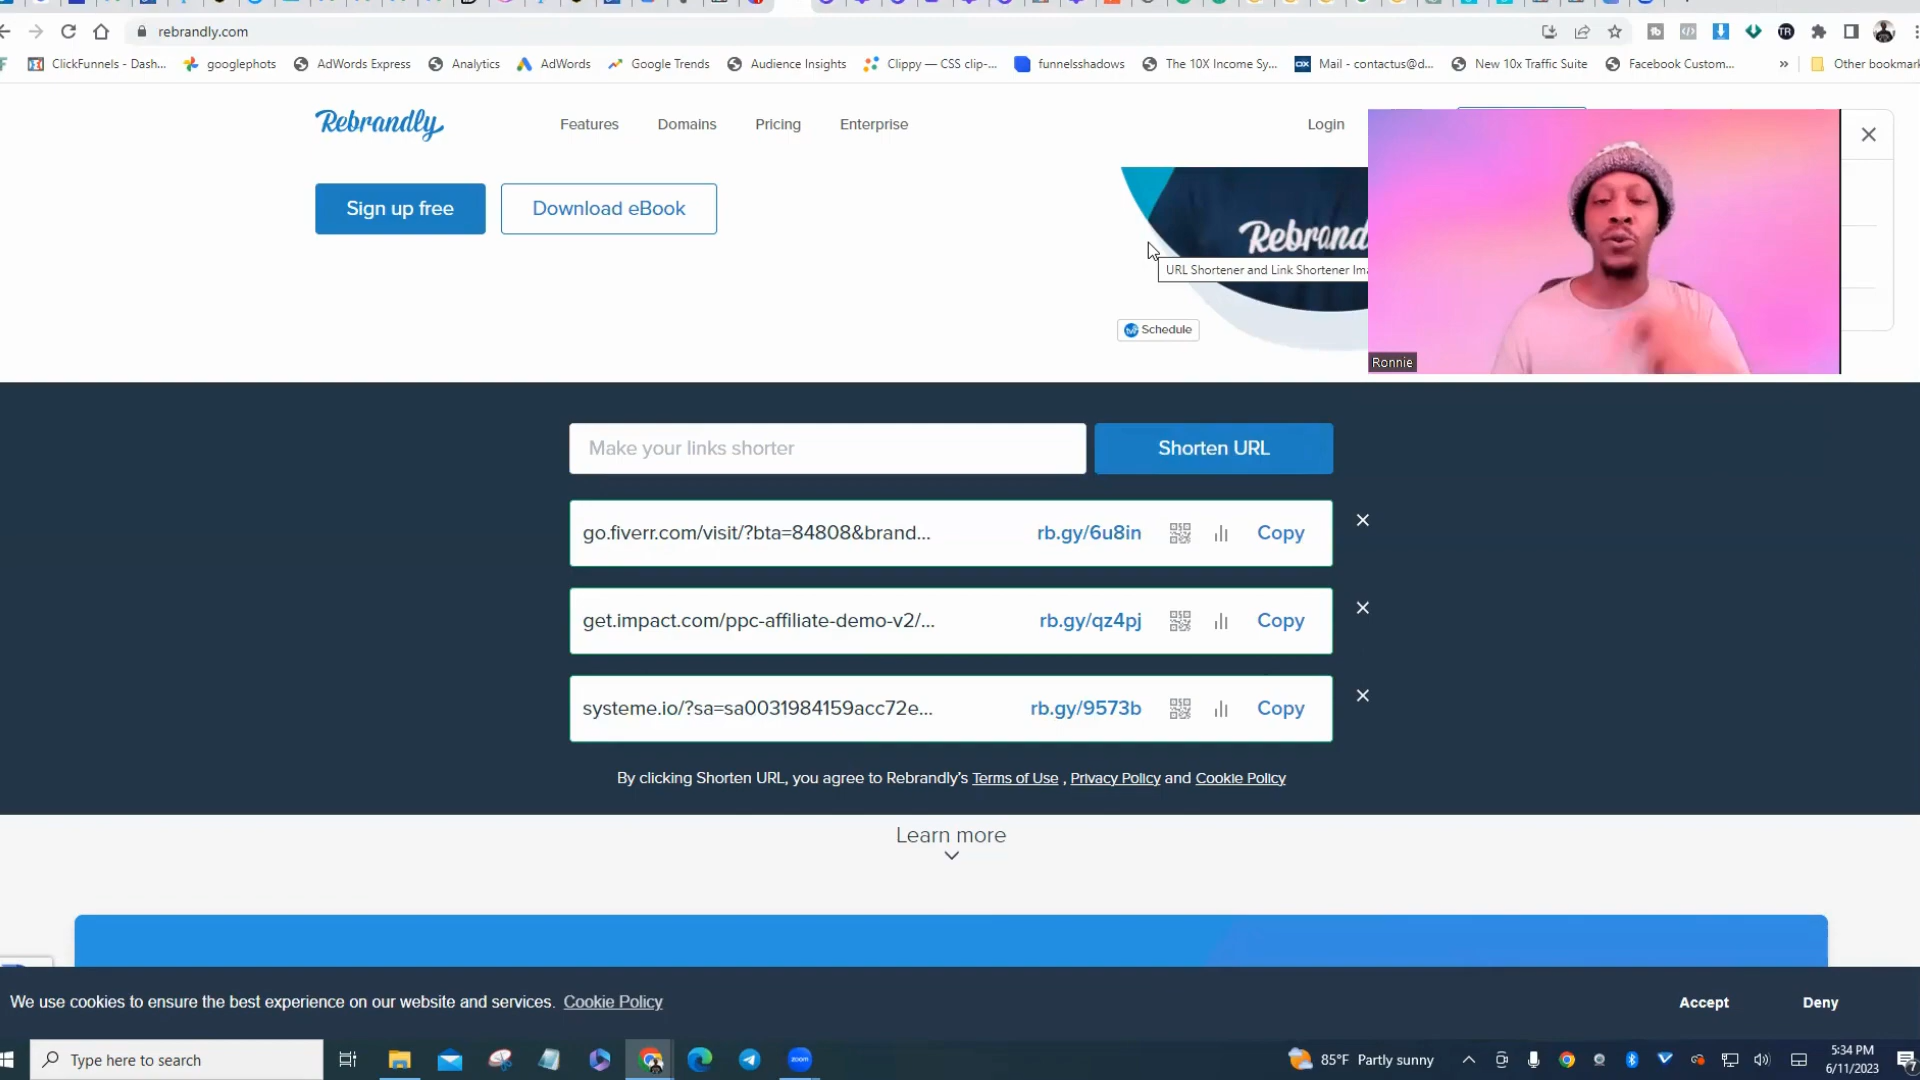 rebrandly.com
ClickFunnels - Dash...
googlephots
AdWords Express
Analytics
AdWords
Google Trends
Audience Insights
Clippy — CSS clip-...
funnelsshadows
The 10X Income Sy...
Mail - contactus@d...
New 10x Traffic Suite
Facebook Custom...
»
Other bookmark
Rebrandly
Features
Domains
Pricing
Enterprise
Login
Sign up free
Download eBook
Rebrand
URL Shortener and Link Shortener Ima
Schedule
Ronnie
Make your links shorter
Shorten URL
go.fiverr.com/visit/?bta=84808&brand...
rb.gy/6u8in
Copy
get.impact.com/ppc-affiliate-demo-v2/...
rb.gy/qz4pj
Copy
systeme.io/?sa=sa0031984159acc72e...
rb.gy/9573b
Copy
By clicking Shorten URL, you agree to Rebrandly's Terms of Use , Privacy Policy and Cookie Policy
Learn more
We use cookies to ensure the best experience on our website and services. Cookie Policy
Accept
Deny
Type here to search
zoom
85°F Partly sunny
5:34 PM
6/11/2023
7